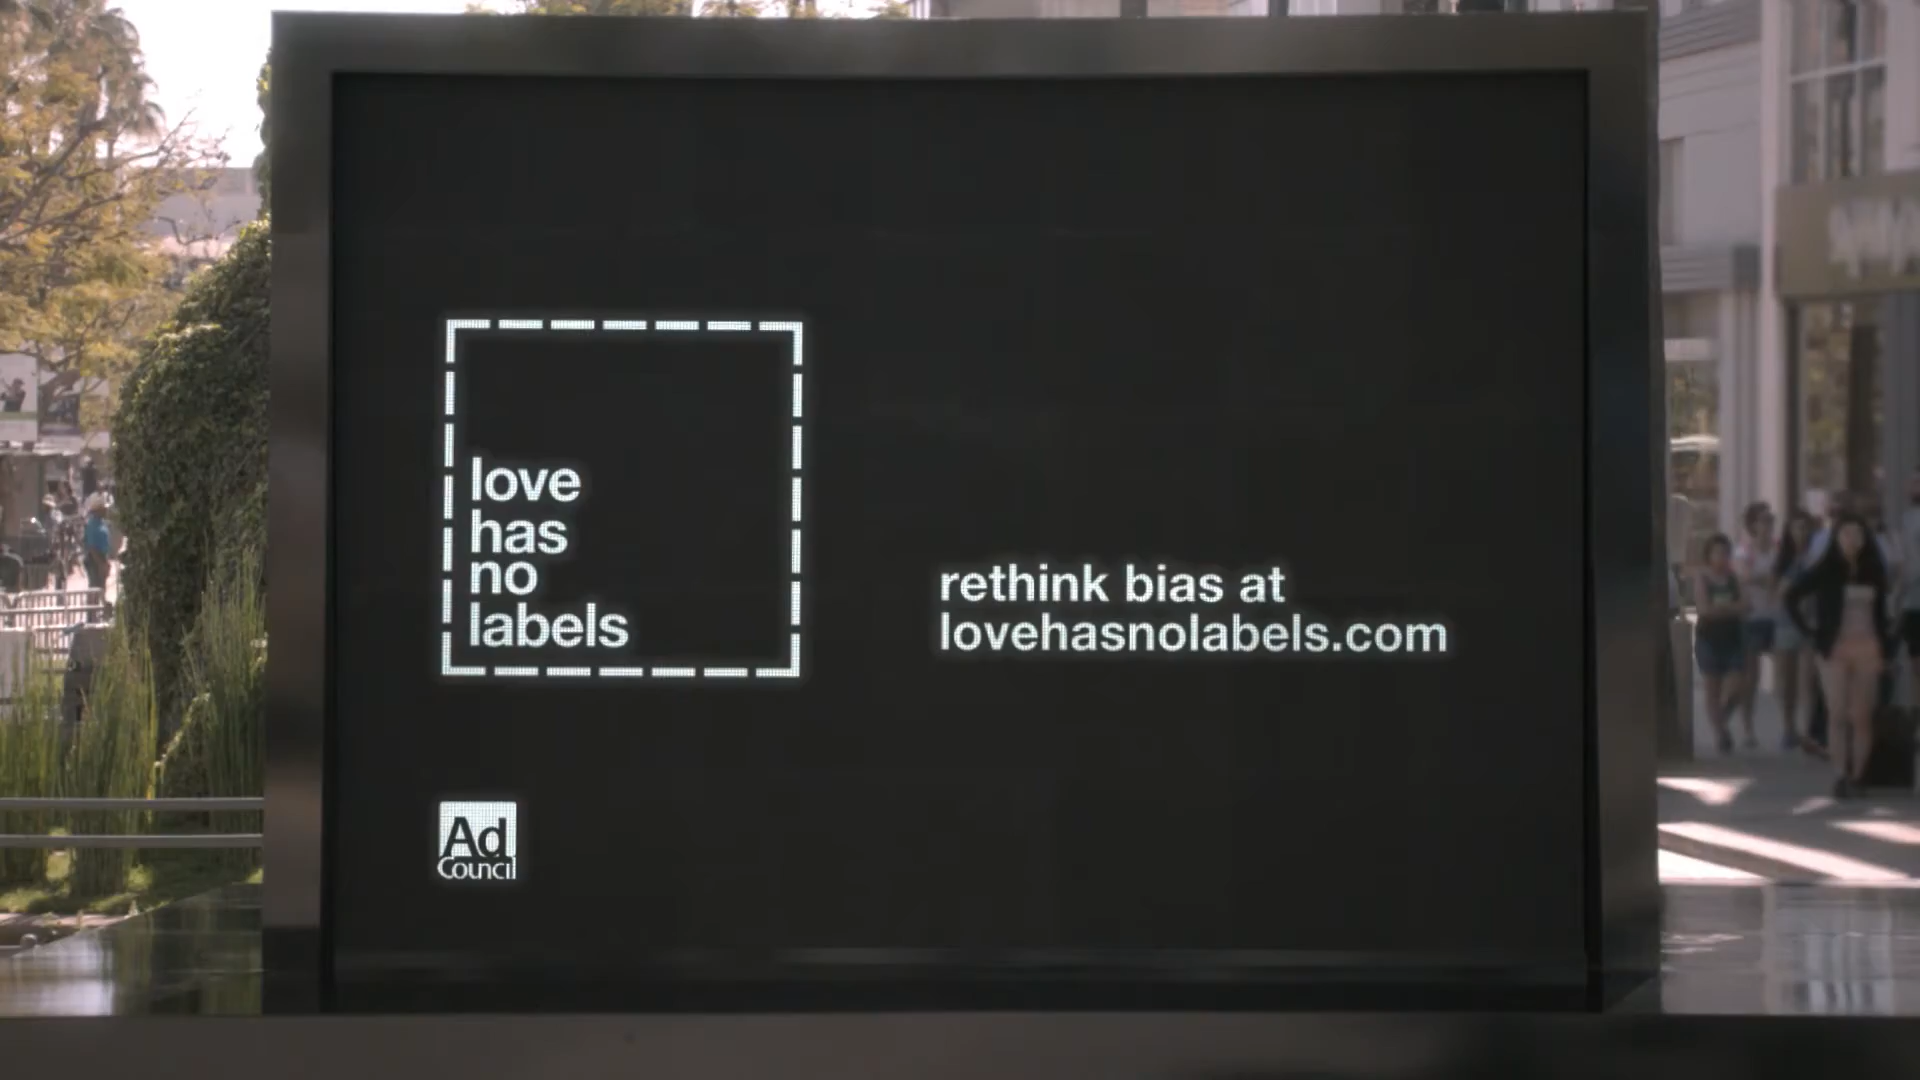 love
has
no
labels
rethink bias at
lovehasnolabels.com
Ad
Council